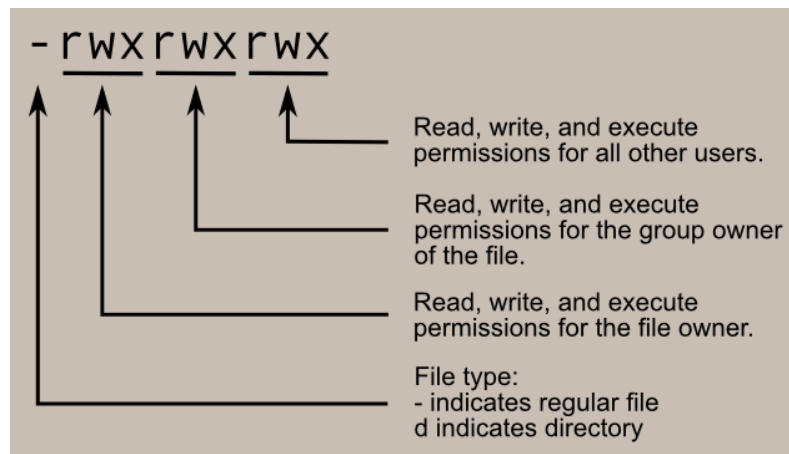 -rwxrwxrwx
Read, write, and execute
permissions for all other users.
Read, write, and execute
permissions for the group owner
of the file.
Read, write, and execute
permissions for the file owner.
File type:
- indicates regular file
d indicates directory